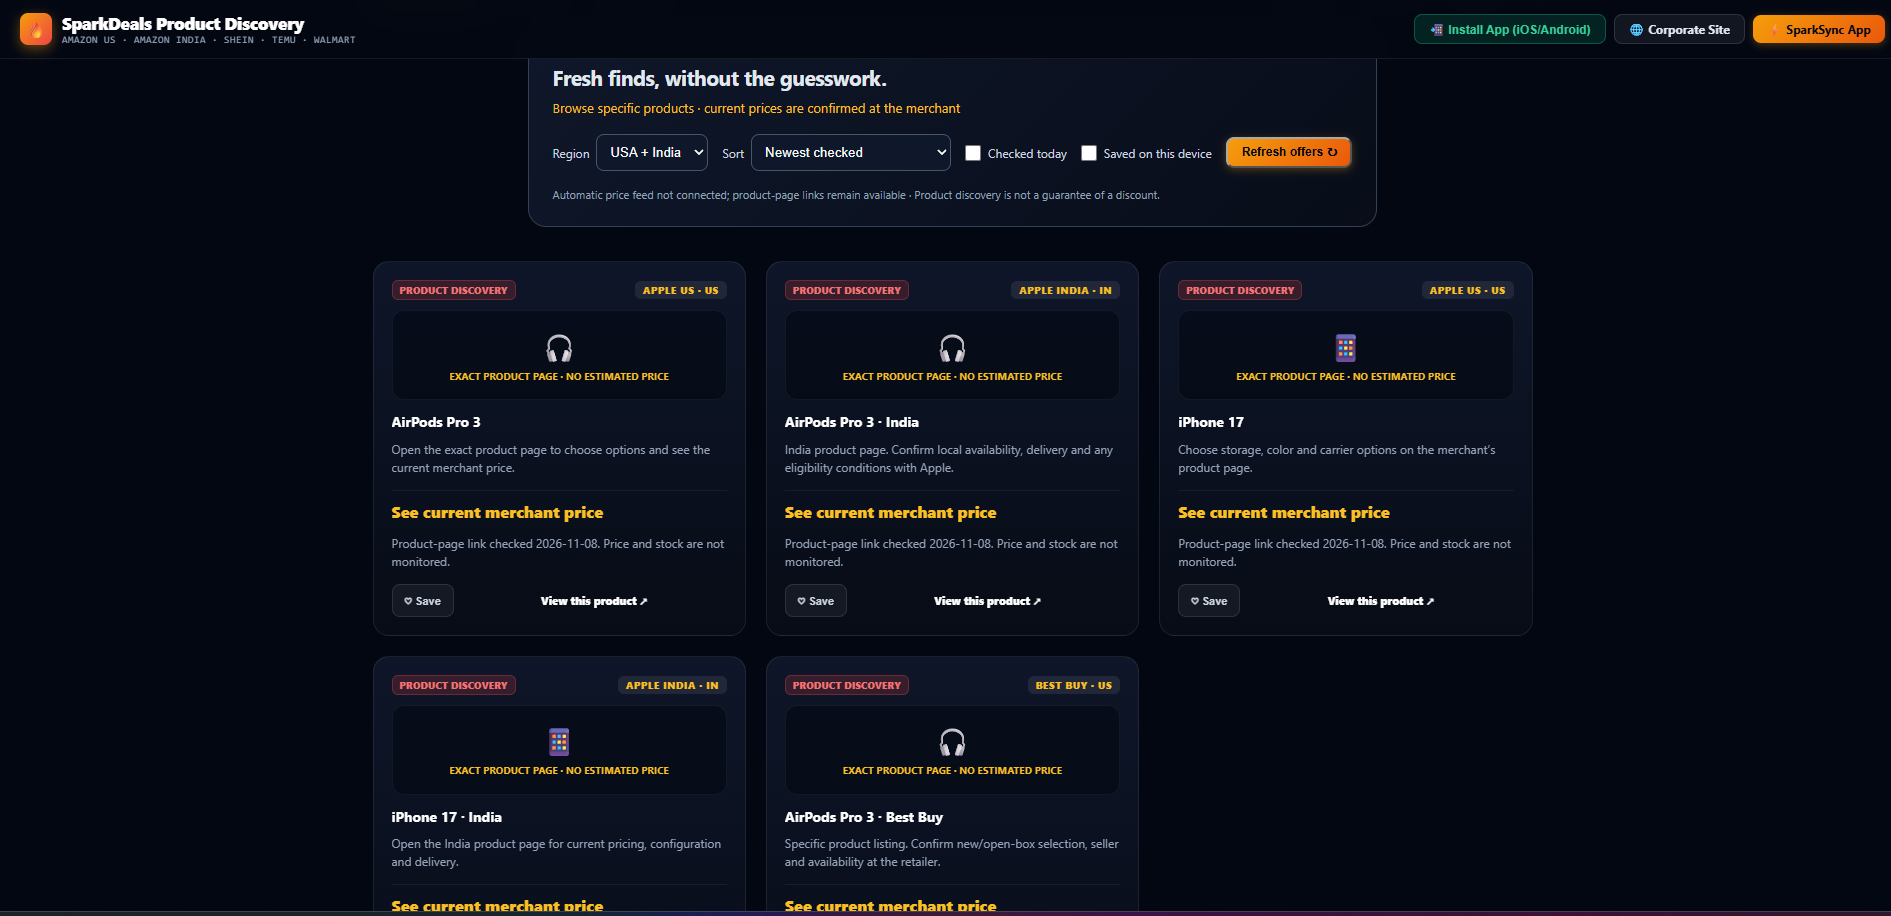 SparkDeals Product Discovery
AMAZON US · AMAZON INDIA · SHEIN · TEMU · WALMART
Install App (iOS/Android)
Corporate Site
SparkSync App
Fresh finds, without the guesswork.
Browse specific products · current prices are confirmed at the merchant
Region USA + India Sort Newest checked Checked today Saved on this device Refresh offers ↻
Automatic price feed not connected; product-page links remain available · Product discovery is not a guarantee of a discount.
PRODUCT DISCOVERY
APPLE US · US
EXACT PRODUCT PAGE · NO ESTIMATED PRICE
AirPods Pro 3
Open the exact product page to choose options and see the
current merchant price.
See current merchant price
Product-page link checked 2026-11-08. Price and stock are not
monitored.
♡ Save
View this product ↗
PRODUCT DISCOVERY
APPLE INDIA · IN
EXACT PRODUCT PAGE · NO ESTIMATED PRICE
AirPods Pro 3 · India
India product page. Confirm local availability, delivery and any
eligibility conditions with Apple.
See current merchant price
Product-page link checked 2026-11-08. Price and stock are not
monitored.
♡ Save
View this product ↗
PRODUCT DISCOVERY
APPLE US · US
EXACT PRODUCT PAGE · NO ESTIMATED PRICE
iPhone 17
Choose storage, color and carrier options on the merchant's
product page.
See current merchant price
Product-page link checked 2026-11-08. Price and stock are not
monitored.
♡ Save
View this product ↗
PRODUCT DISCOVERY
APPLE INDIA · IN
EXACT PRODUCT PAGE · NO ESTIMATED PRICE
iPhone 17 · India
Open the India product page for current pricing, configuration
and delivery.
See current merchant price
PRODUCT DISCOVERY
BEST BUY · US
EXACT PRODUCT PAGE · NO ESTIMATED PRICE
AirPods Pro 3 · Best Buy
Specific product listing. Confirm new/open-box selection, seller
and availability at the retailer.
See current merchant price